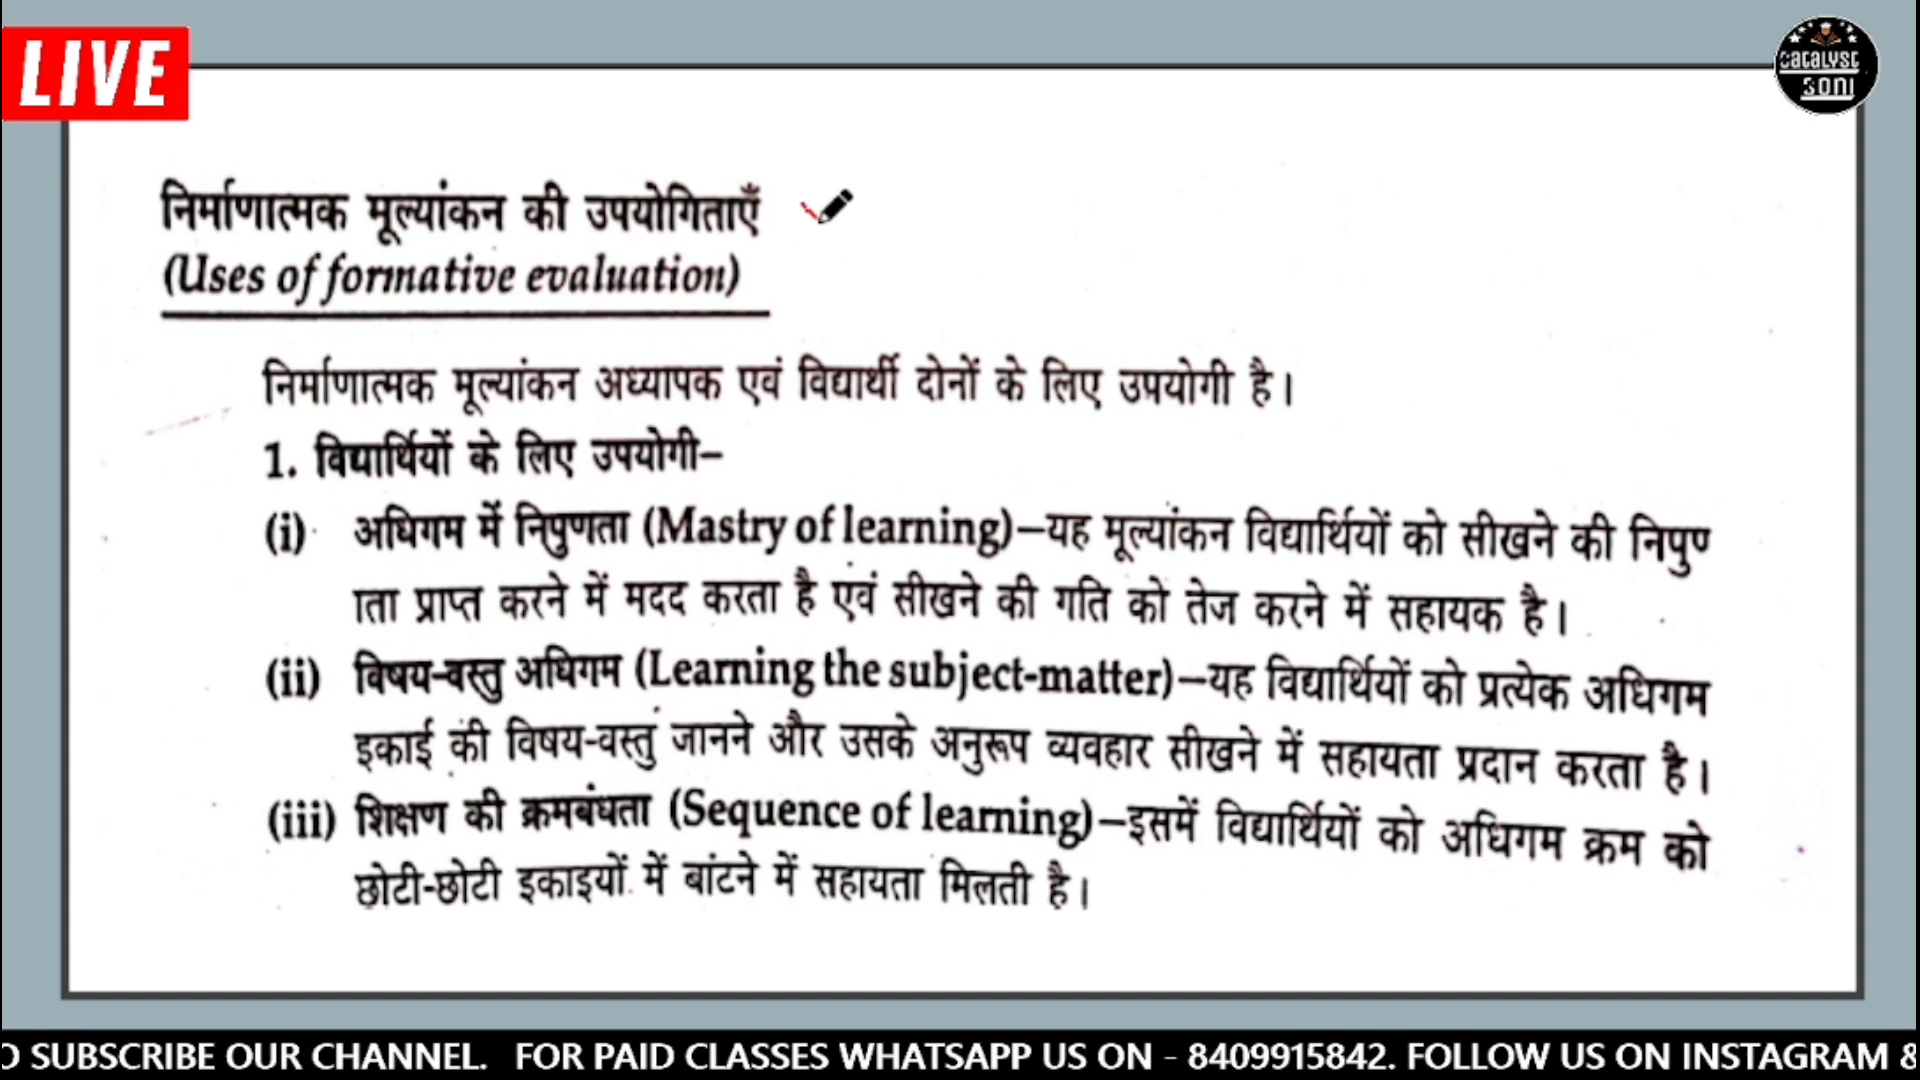 LIVE
catalyst
soni
निर्माणात्मक मूल्यांकन की उपयोगिताएँ
(Uses of formative evaluation)
निर्माणात्मक मूल्यांकन अध्यापक एवं विद्यार्थी दोनों के लिए उपयोगी है।
1. विद्यार्थियों के लिए उपयोगी–
(i) अधिगम में निपुणता (Mastry of learning)–यह मूल्यांकन विद्यार्थियों को सीखने की निपुण
ता प्राप्त करने में मदद करता है एवं सीखने की गति को तेज करने में सहायक है।
(ii) विषय-वस्तु अधिगम (Learning the subject-matter)–यह विद्यार्थियों को प्रत्येक अधिगम
इकाई की विषय-वस्तु जानने और उसके अनुरूप व्यवहार सीखने में सहायता प्रदान करता है।
(iii) शिक्षण की क्रमबंधता (Sequence of learning)–इसमें विद्यार्थियों को अधिगम क्रम को
छोटी-छोटी इकाइयों में बांटने में सहायता मिलती है।
O SUBSCRIBE OUR CHANNEL. FOR PAID CLASSES WHATSAPP US ON - 8409915842. FOLLOW US ON INSTAGRAM &